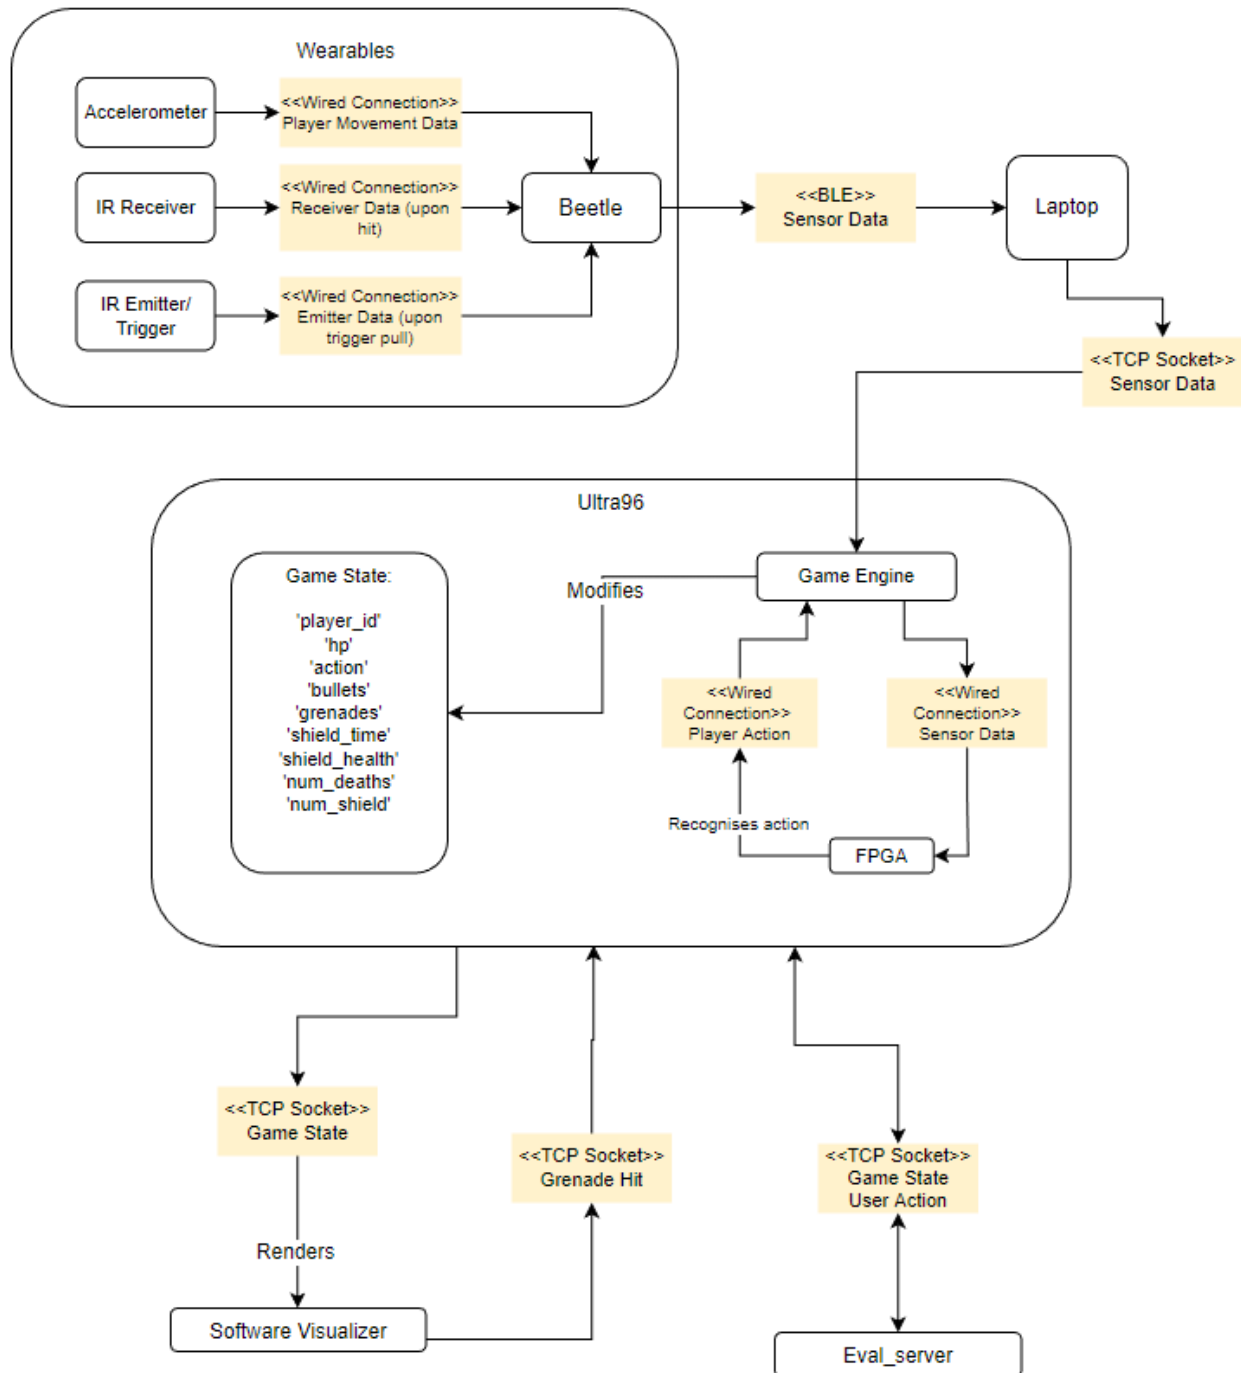 Wearables
Accelerometer
<<Wired Connection>>
Player Movement Data
IR Receiver
<<Wired Connection>>
Receiver Data (upon
hit)
Beetle
<<BLE>>
Sensor Data
Laptop
IR Emitter/
Trigger
<<Wired Connection>>
Emitter Data (upon
trigger pull)
<<TCP Socket>>
Sensor Data
Ultra96
Game State:
'player_id'
'hp'
'action'
'bullets'
'grenades'
'shield_time'
'shield_health'
'num_deaths'
'num_shield'
Modifies
Game Engine
<<Wired
Connection>>
Player Action
<<Wired
Connection>>
Sensor Data
Recognises action
FPGA
<<TCP Socket>>
Game State
<<TCP Socket>>
Grenade Hit
<<TCP Socket>>
Game State
User Action
Renders
Software Visualizer
Eval_server